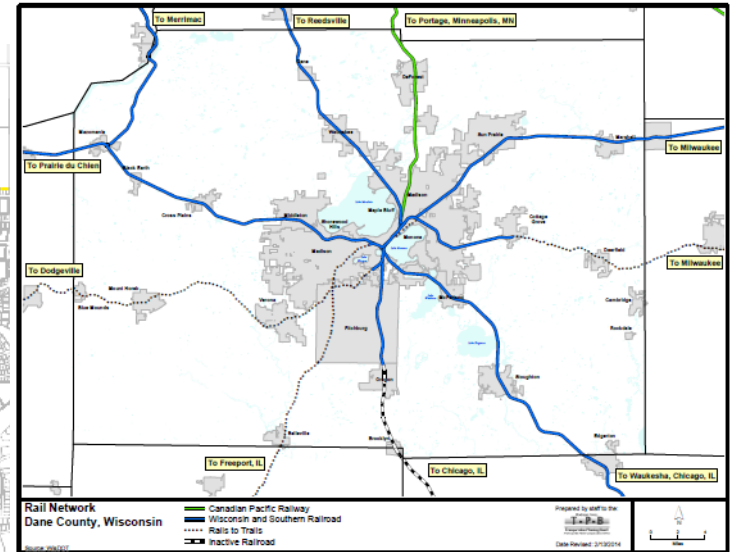 To Merrimac
To Reedsville
To Portage, Minneapolis, MN
Dane
DeForest
Waunakee
Sun Prairie
Marshall
Mazomanie
To Milwaukee
To Prairie du Chien
Black Earth
Madison
Cross Plains
Maple Bluff
Middleton
Shorewood
Hills
Cottage
Grove
Monona
Madison
Deerfield
To Milwaukee
To Dodgeville
Mount Horeb
Blue Mounds
Verona
McFarland
Cambridge
Rockdale
Fitchburg
Oregon
Stoughton
Belleville
Brooklyn
Edgerton
To Freeport, IL
To Chicago, IL
To Waukesha, Chicago, IL
Rail Network
Dane County, Wisconsin
Canadian Pacific Railway
Wisconsin and Southern Railroad
Rails to Trails
Inactive Railroad
Prepared by staff to the:
T-P-B
Date Revised: 2/13/2014
Miles